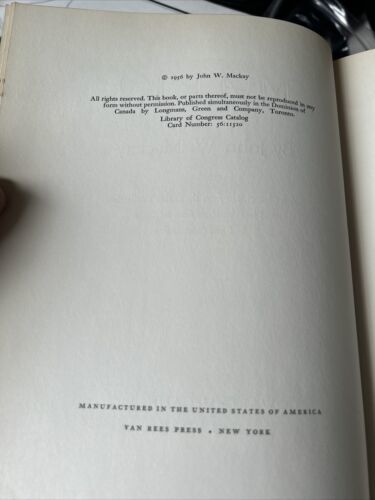 © 1956 by John W. Mackay
All rights reserved. This book, or parts thereof, must not be reproduced in any
form without permission. Published simultaneously in the Dominion of
Canada by Longmans, Green and Company, Toronto.
Library of Congress Catalog
Card Number: 56:11520
MANUFACTURED IN THE UNITED STATES OF AMERICA
VAN REES PRESS • NEW YORK